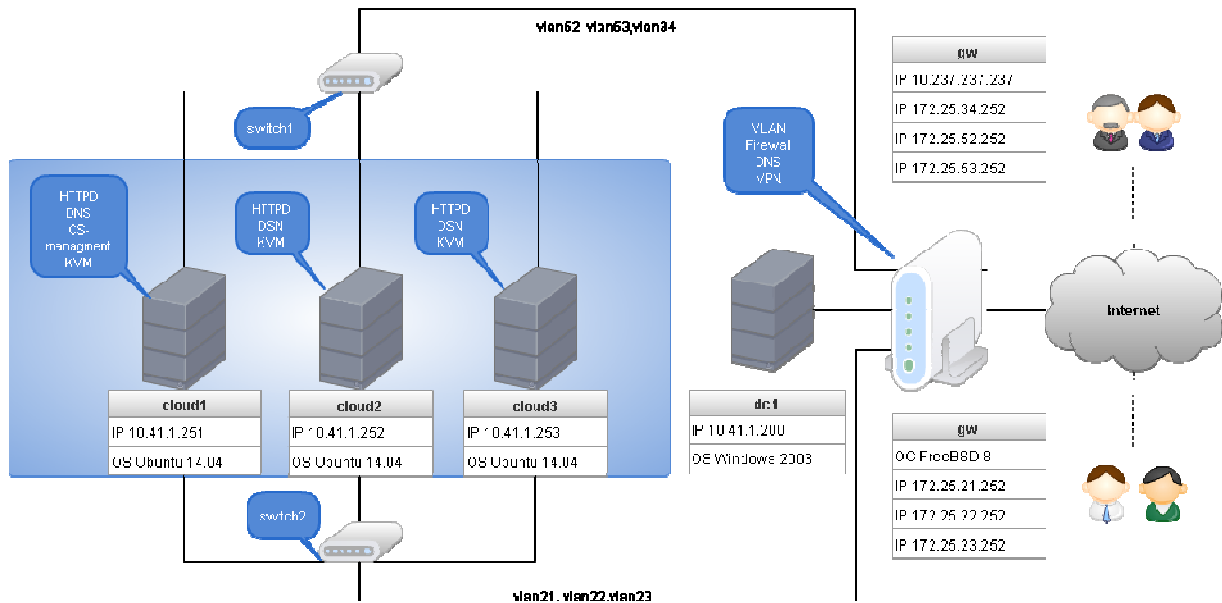 vlan52, vlan53,vlan34
gw
IP 10.237.237.237
IP 172.25.34.252
IP 172.25.52.252
IP 172.25.53.252
switch1
VLAN
Firewal
DNS
VPN
HTTPD
DNS
CS-
managment
KVM
HTTPD
DSN
KVM
HTTPD
DSN
KVM
Internet
cloud1
IP 10.41.1.251
OS Ubuntu 14.04
cloud2
IP 10.41.1.252
OS Ubuntu 14.04
cloud3
IP 10.41.1.253
OS Ubuntu 14.04
dc1
IP 10.41.1.200
OS Windows 2003
gw
OC FreeBSD 8
IP 172.25.21.252
IP 172.25.22.252
IP 172.25.23.252
switch2
vlan21, vlan22,vlan23